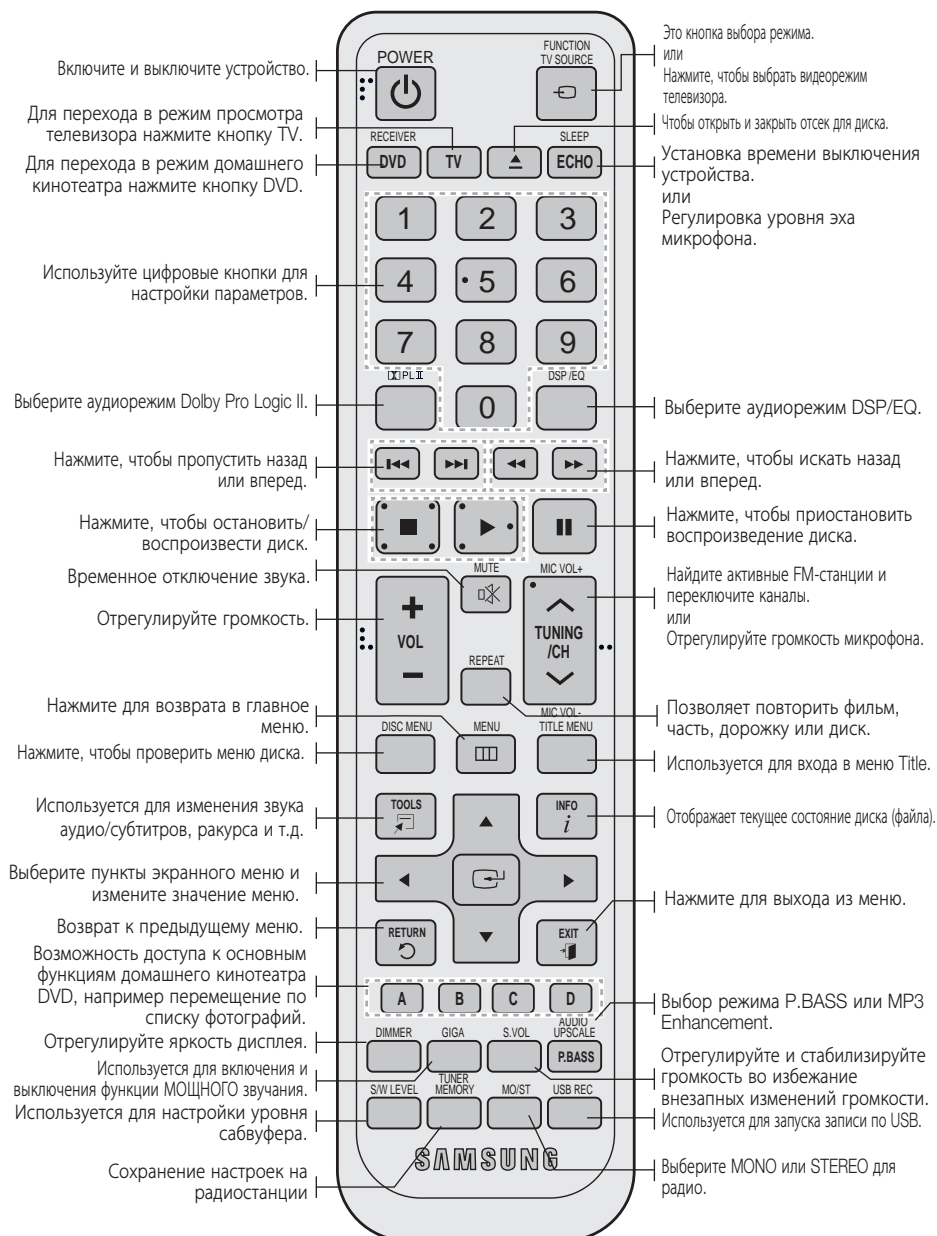 Включите и выключите устройство.
Для перехода в режим просмотра
телевизора нажмите кнопку TV.
Для перехода в режим домашнего
кинотеатра нажмите кнопку DVD.
Используйте цифровые кнопки для
настройки параметров.
Выберите аудиорежим Dolby Pro Logic II.
Нажмите, чтобы пропустить назад
или вперед.
Нажмите, чтобы остановить/
воспроизвести диск.
Временное отключение звука.
Отрегулируйте громкость.
Нажмите для возврата в главное
меню.
Нажмите, чтобы проверить меню диска.
Используется для изменения звука
аудио/субтитров, ракурса и т.д.
Выберите пункты экранного меню и
измените значение меню.
Возврат к предыдущему меню.
Возможность доступа к основным
функциям домашнего кинотеатра
DVD, например перемещение по
списку фотографий.
Отрегулируйте яркость дисплея.
Используется для включения и
выключения функции МОЩНОГО звучания.
Используется для настройки уровня
сабвуфера.
Сохранение настроек на
радиостанции
POWER
FUNCTION
TV SOURCE
RECEIVER
SLEEP
DVD
TV
ECHO
1
2
3
4
5
6
7
8
9
PL II
DSP /EQ
0
MUTE
MIC VOL+
VOL
TUNING
/CH
REPEAT
MIC VOL-
DISC MENU
MENU
TITLE MENU
TOOLS
INFO
i
RETURN
EXIT
A
B
C
D
DIMMER
GIGA
S.VOL
AUDIO
UPSCALE
P.BASS
S/W LEVEL
TUNER
MEMORY
MO/ST
USB REC
SAMSUNG
Это кнопка выбора режима.
или
Нажмите, чтобы выбрать видеорежим
телевизора.
Чтобы открыть и закрыть отсек для диска.
Установка времени выключения
устройства.
или
Регулировка уровня эха
микрофона.
Выберите аудиорежим DSP/EQ.
Нажмите, чтобы искать назад
или вперед.
Нажмите, чтобы приостановить
воспроизведение диска.
Найдите активные FM-станции и
переключите каналы.
или
Отрегулируйте громкость микрофона.
Позволяет повторить фильм,
часть, дорожку или диск.
Используется для входа в меню Title.
Отображает текущее состояние диска (файла).
Нажмите для выхода из меню.
Выбор режима P.BASS или MP3
Enhancement.
Отрегулируйте и стабилизируйте
громкость во избежание
внезапных изменений громкости.
Используется для запуска записи по USB.
Выберите MONO или STEREO для
радио.